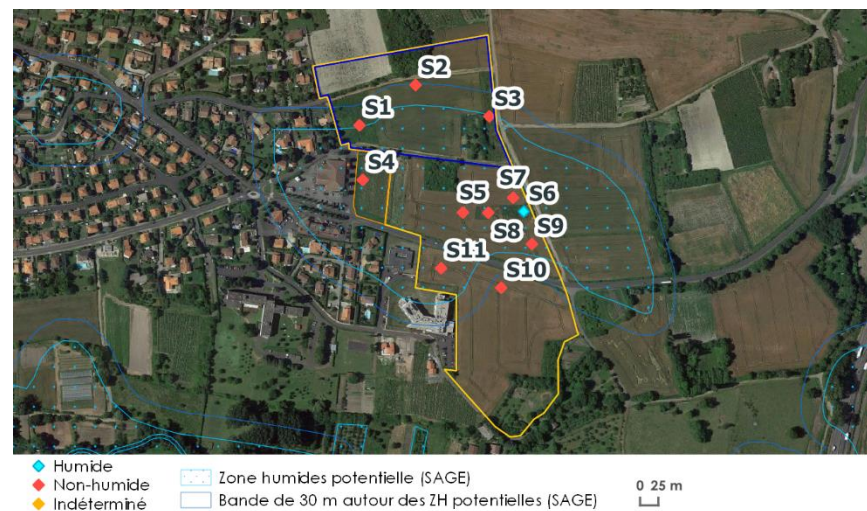 S2
S3
S1
S4
S7
S6
S5
S8
S9
S11
S10
Humide
Non-humide
Indéterminé
Zone humides potentielle (SAGE)
Bande de 30 m autour des ZH potentielles (SAGE)
0 25 m